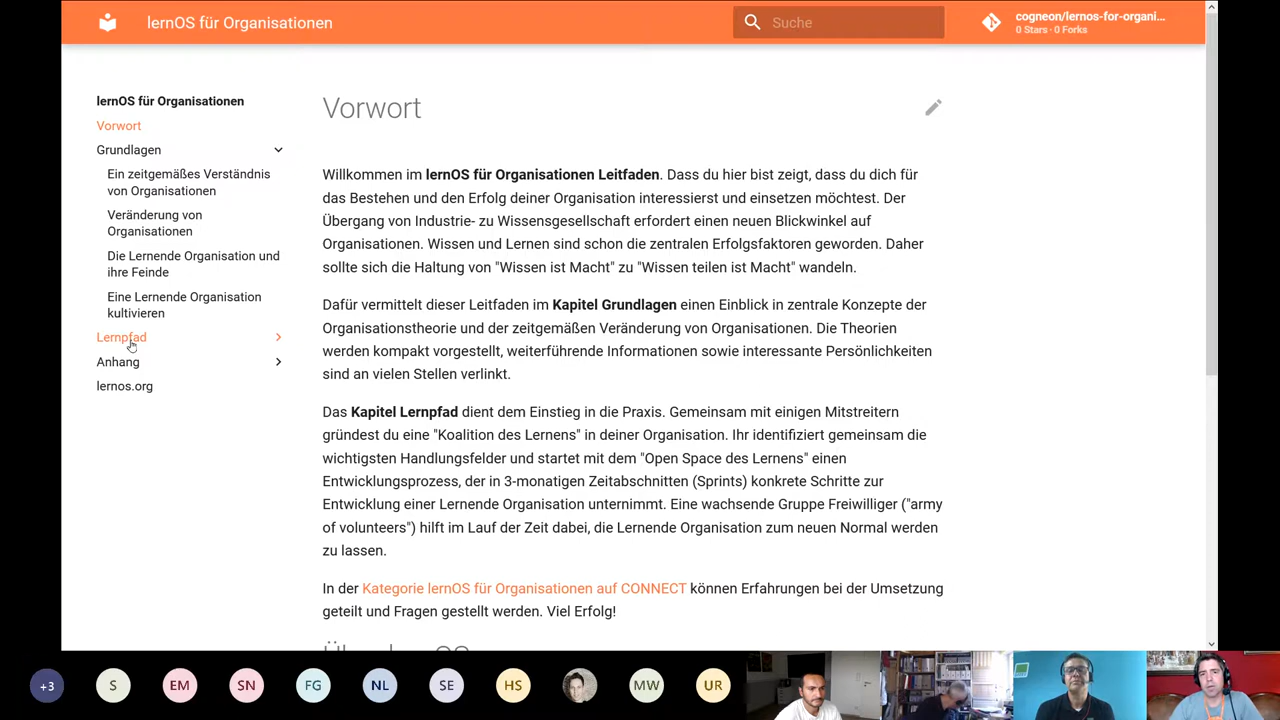 lernOS für Organisationen
Suche
cogneon/lernos-for-organi...
0 Stars · 0 Forks
lernOS für Organisationen
Vorwort
Grundlagen
Ein zeitgemäßes Verständnis
von Organisationen
Veränderung von
Organisationen
Die Lernende Organisation und
ihre Feinde
Eine Lernende Organisation
kultivieren
Lernpfad
Anhang
lernos.org
Vorwort
Willkommen im lernOS für Organisationen Leitfaden. Dass du hier bist zeigt, dass du dich für
das Bestehen und den Erfolg deiner Organisation interessierst und einsetzen möchtest. Der
Übergang von Industrie- zu Wissensgesellschaft erfordert einen neuen Blickwinkel auf
Organisationen. Wissen und Lernen sind schon die zentralen Erfolgsfaktoren geworden. Daher
sollte sich die Haltung von "Wissen ist Macht" zu "Wissen teilen ist Macht" wandeln.
Dafür vermittelt dieser Leitfaden im Kapitel Grundlagen einen Einblick in zentrale Konzepte der
Organisationstheorie und der zeitgemäßen Veränderung von Organisationen. Die Theorien
werden kompakt vorgestellt, weiterführende Informationen sowie interessante Persönlichkeiten
sind an vielen Stellen verlinkt.
Das Kapitel Lernpfad dient dem Einstieg in die Praxis. Gemeinsam mit einigen Mitstreitern
gründest du eine "Koalition des Lernens" in deiner Organisation. Ihr identifiziert gemeinsam die
wichtigsten Handlungsfelder und startet mit dem "Open Space des Lernens" einen
Entwicklungsprozess, der in 3-monatigen Zeitabschnitten (Sprints) konkrete Schritte zur
Entwicklung einer Lernende Organisation unternimmt. Eine wachsende Gruppe Freiwilliger ("army
of volunteers") hilft im Lauf der Zeit dabei, die Lernende Organisation zum neuen Normal werden
zu lassen.
In der Kategorie lernOS für Organisationen auf CONNECT können Erfahrungen bei der Umsetzung
geteilt und Fragen gestellt werden. Viel Erfolg!
+3
S
EM
SN
FG
NL
SE
HS
MW
UR